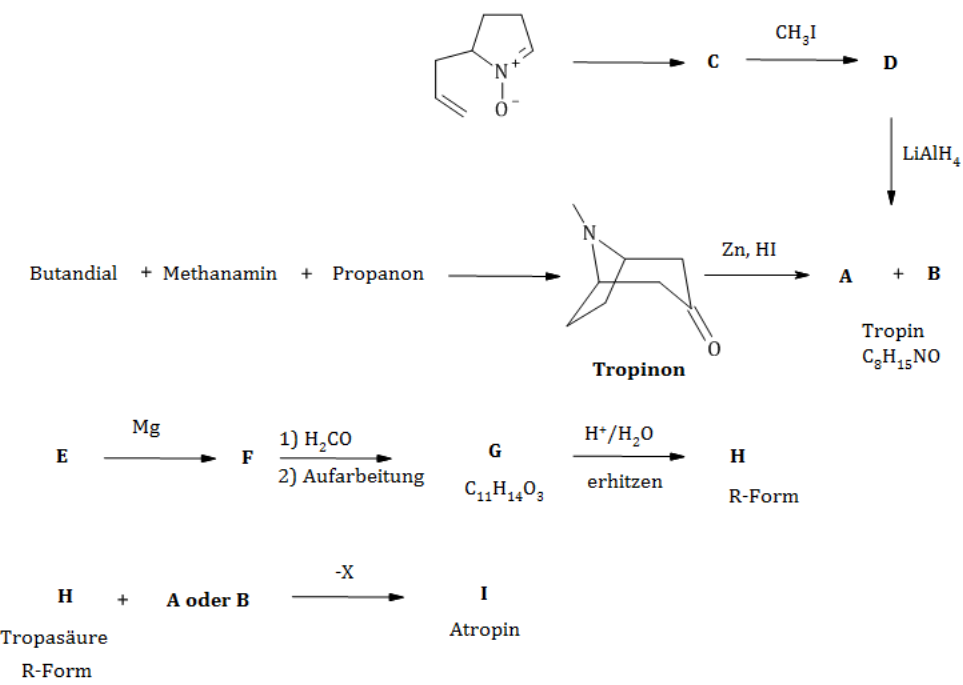 CH₃I
C
D
N⁺
O⁻
LiAlH₄
N
Zn, HI
Butandial + Methanamin + Propanon
A + B
O
Tropin
C₈H₁₅NO
Tropinon
Mg
1) H₂CO
H⁺/H₂O
E
F
G
H
2) Aufarbeitung
erhitzen
C₁₁H₁₄O₃
R-Form
-X
H + A oder B
I
Tropasäure
Atropin
R-Form